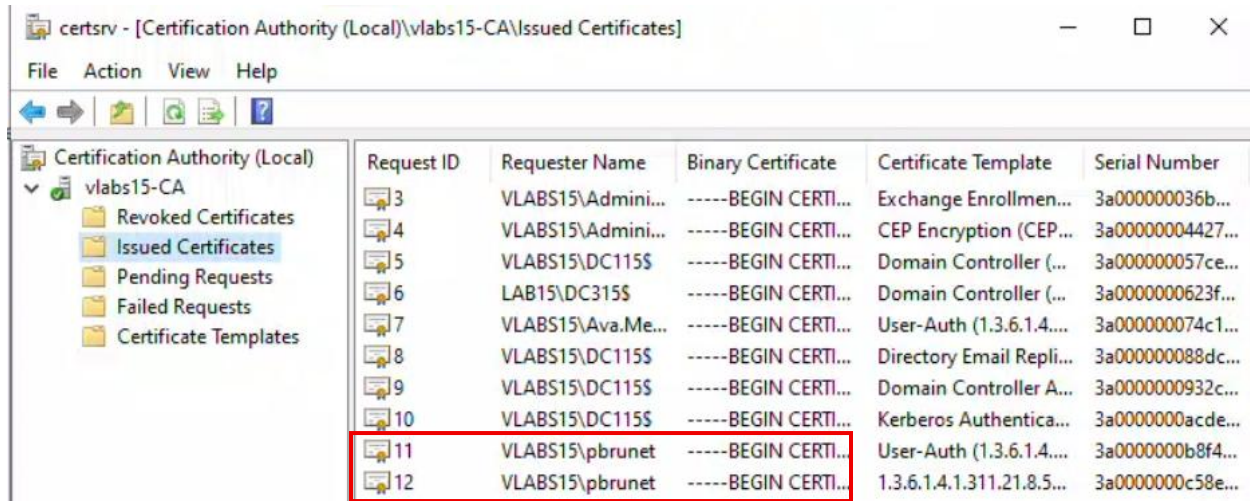 certsrv - [Certification Authority (Local)\vlabs15-CA\Issued Certificates]
File Action View Help
Certification Authority (Local)
vlabs15-CA
Revoked Certificates
Issued Certificates
Pending Requests
Failed Requests
Certificate Templates
Request ID Requester Name Binary Certificate Certificate Template Serial Number
3 VLABS15\Admini... -----BEGIN CERTI... Exchange Enrollmen... 3a000000036b...
4 VLABS15\Admini... -----BEGIN CERTI... CEP Encryption (CEP... 3a00000004427...
5 VLABS15\DC115$ -----BEGIN CERTI... Domain Controller (... 3a000000057ce...
6 LAB15\DC315$ -----BEGIN CERTI... Domain Controller (... 3a0000000623f...
7 VLABS15\Ava.Me... -----BEGIN CERTI... User-Auth (1.3.6.1.4.... 3a000000074c1...
8 VLABS15\DC115$ -----BEGIN CERTI... Directory Email Repli... 3a000000088dc...
9 VLABS15\DC115$ -----BEGIN CERTI... Domain Controller A... 3a0000000932c...
10 VLABS15\DC115$ -----BEGIN CERTI... Kerberos Authentica... 3a0000000acde...
11 VLABS15\pbrunet -----BEGIN CERTI... User-Auth (1.3.6.1.4.... 3a0000000b8f4...
12 VLABS15\pbrunet -----BEGIN CERTI... 1.3.6.1.4.1.311.21.8.5... 3a0000000c58e...